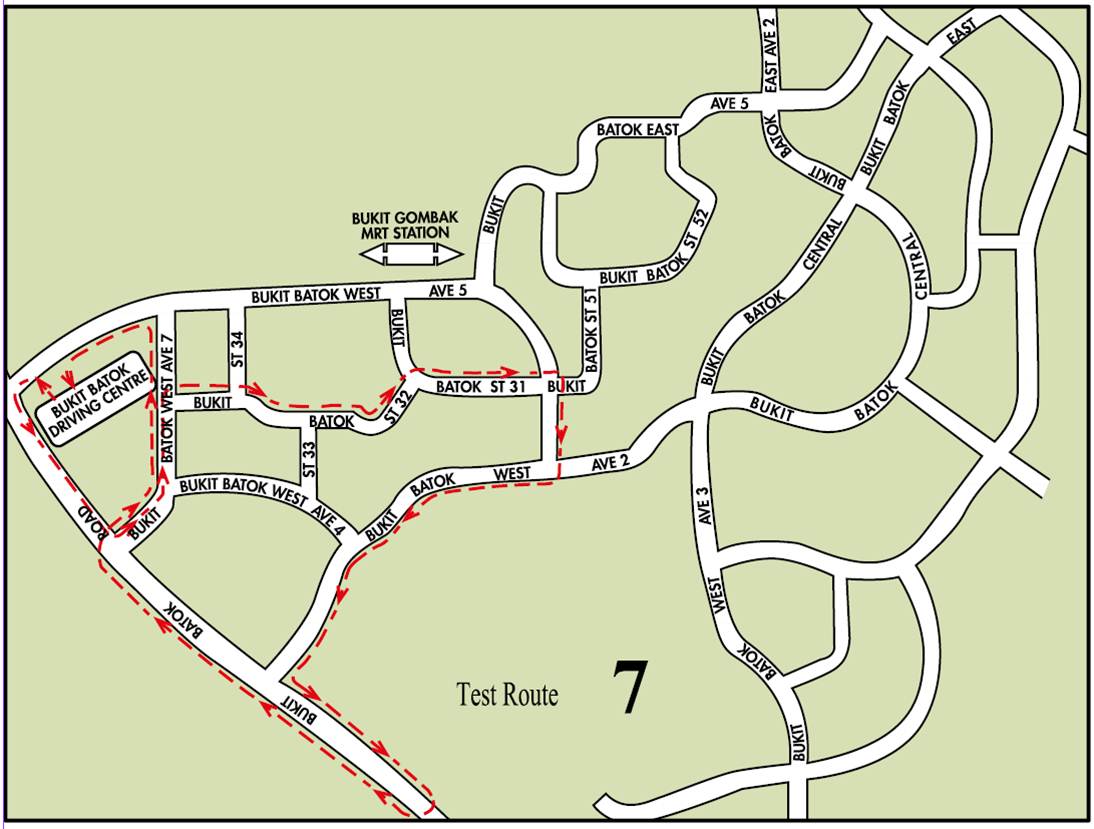 EAST
EAST AVE 2
BATOK
BUKIT
AVE 5
BATOK EAST
BUKIT
BUKIT BATOK
CENTRAL
BATOK
BUKIT
CENTRAL
BUKIT GOMBAK
MRT STATION
BUKIT BATOK ST 52
BATOK ST 51
BUKIT
BUKIT BATOK WEST AVE 5
BUKIT
ST 32
ST 34
BATOK WEST AVE 7
BUKIT
BUKIT BATOK
DRIVING CENTRE
BUKIT
BATOK
BATOK ST 31
ST 33
BUKIT BATOK WEST AVE 4
BUKIT BATOK WEST AVE 2
BUKIT BATOK
ROAD
BATOK
BUKIT
AVE 3
WEST
BATOK
BUKIT
Test Route 7